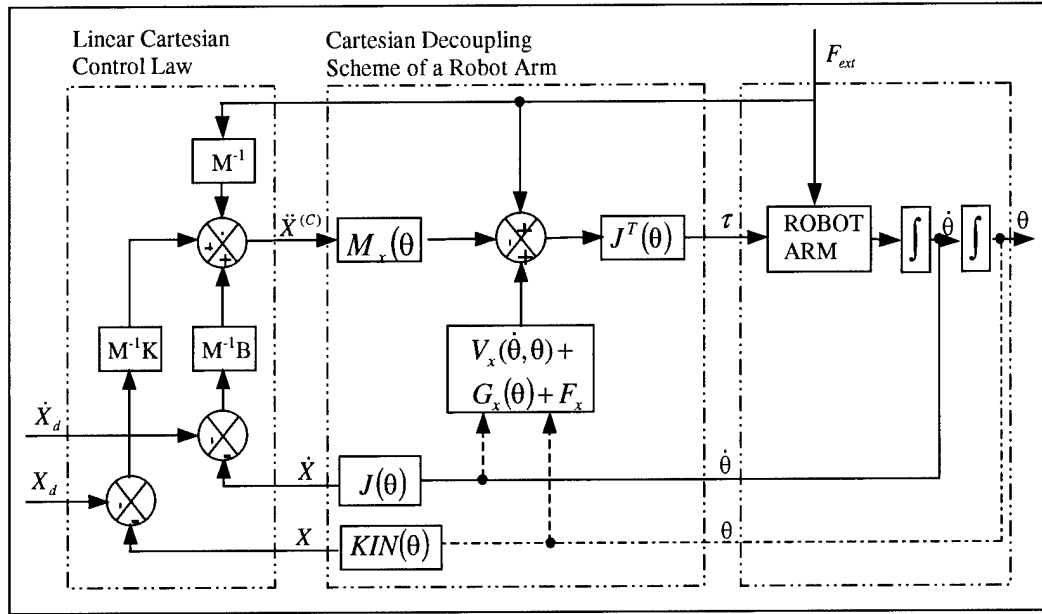 Linear Cartesian
Control Law
Cartesian Decoupling
Scheme of a Robot Arm
F_ext
M⁻¹
Ẍ^(C)
M_x(θ
J^T(θ)
τ
ROBOT
ARM
∫
θ̇
∫
θ
M⁻¹K
M⁻¹B
V_x(θ̇,θ)+
G_x(θ)+F_x
Ẋ_d
X_d
Ẋ
J(θ)
θ̇
X
KIN(θ)
θ